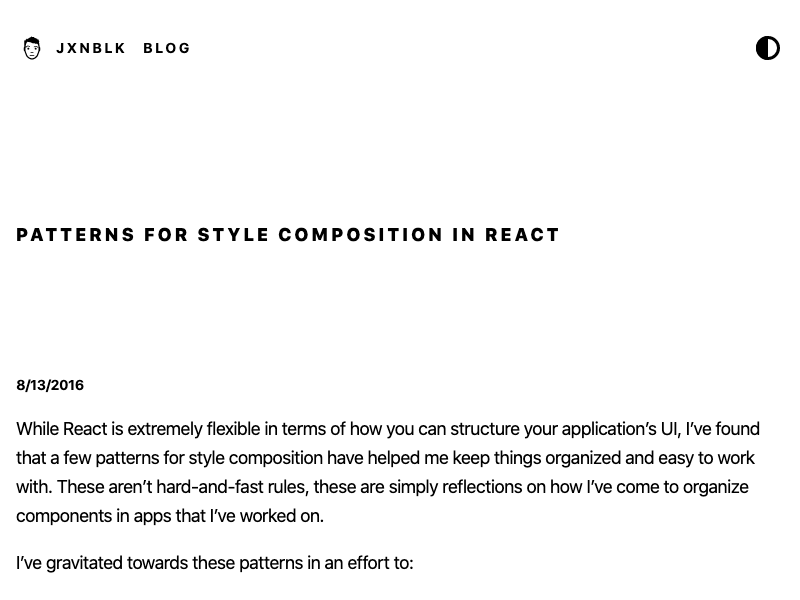 JXNBLK BLOG
PATTERNS FOR STYLE COMPOSITION IN REACT
8/13/2016
While React is extremely flexible in terms of how you can structure your application’s UI, I’ve found
that a few patterns for style composition have helped me keep things organized and easy to work
with. These aren’t hard-and-fast rules, these are simply reflections on how I’ve come to organize
components in apps that I’ve worked on.
I’ve gravitated towards these patterns in an effort to: